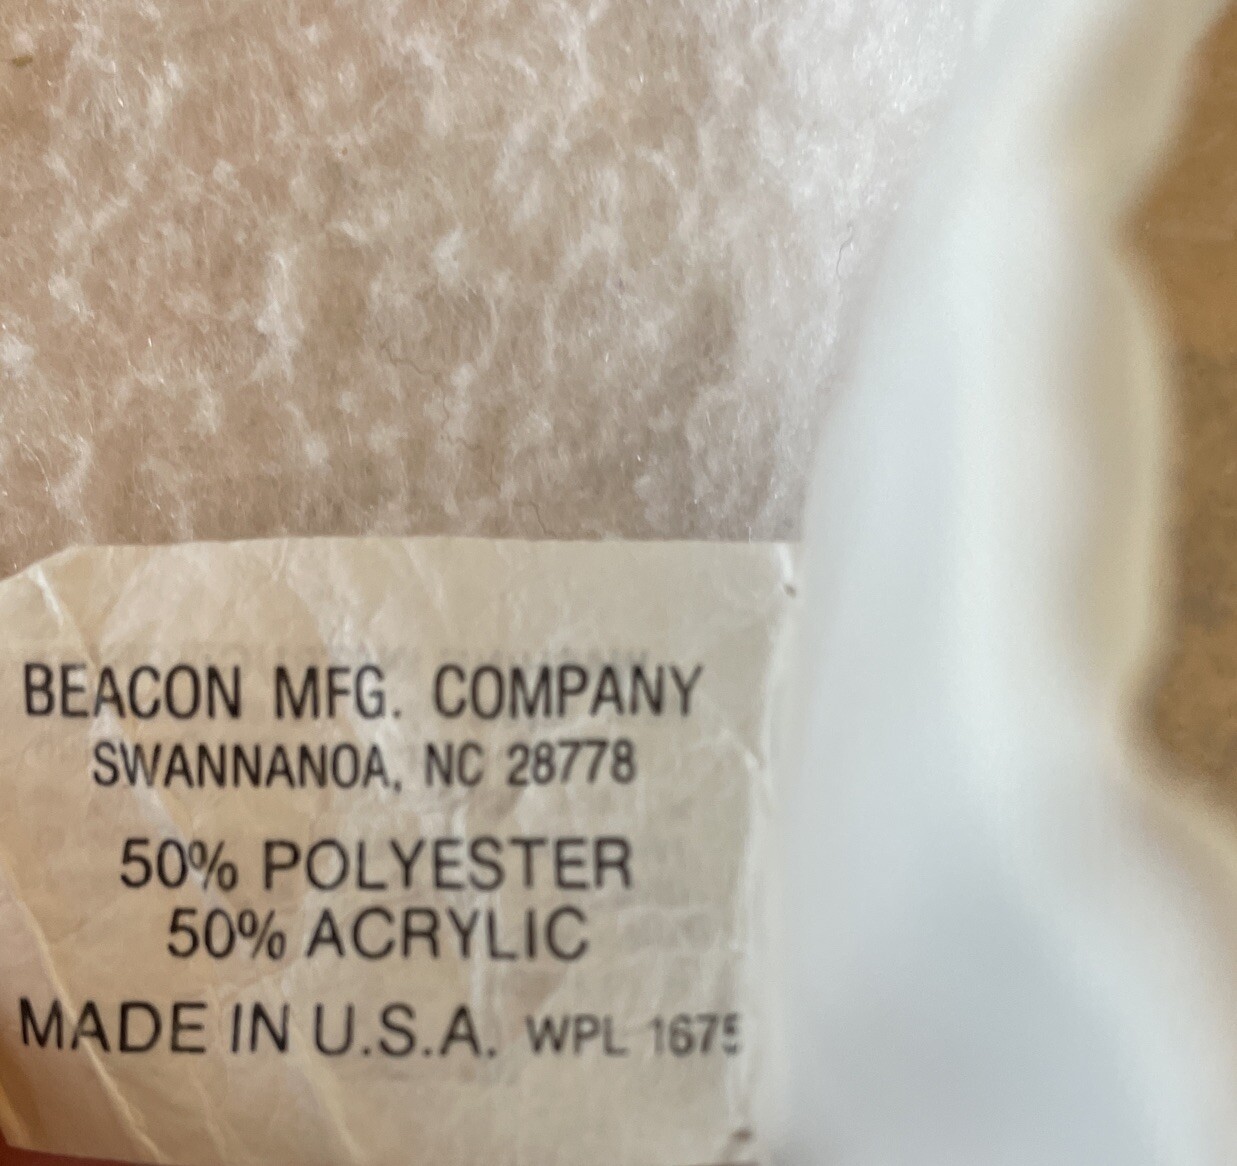 BEACON MFG. COMPANY
SWANNANOA, NC 28778
50% POLYESTER
50% ACRYLIC
MADE IN U.S.A. WPL 1675